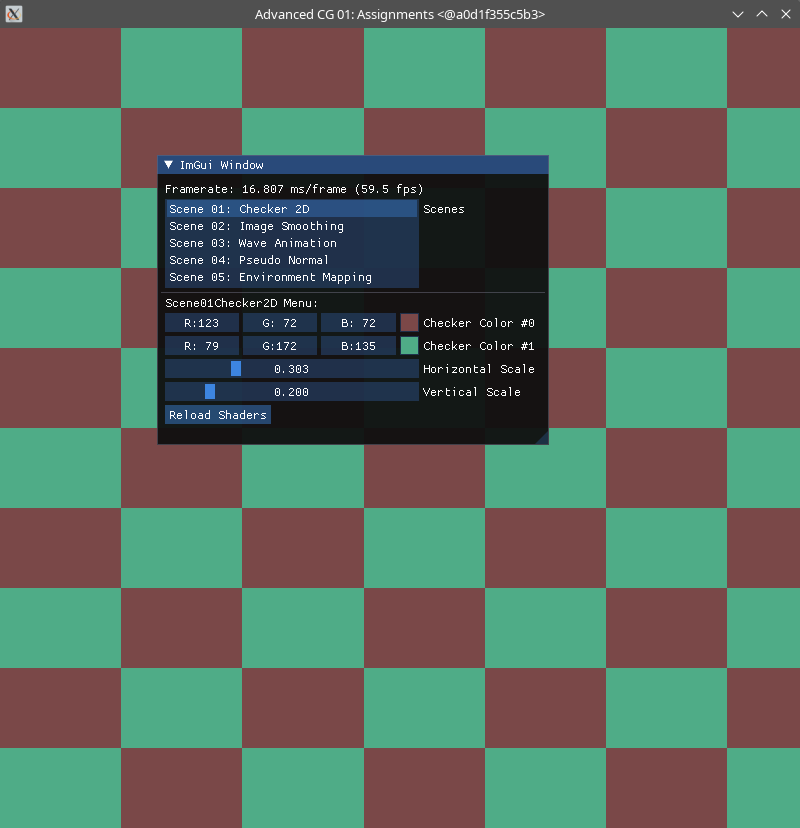 Advanced CG 01: Assignments <@a0d1f355c5b3>
▼ ImGui Window
Framerate: 16.807 ms/frame (59.5 fps)
Scene 01: Checker 2D Scenes
Scene 02: Image Smoothing
Scene 03: Wave Animation
Scene 04: Pseudo Normal
Scene 05: Environment Mapping
Scene01Checker2D Menu:
R:123 G: 72 B: 72 Checker Color #0
R: 79 G:172 B:135 Checker Color #1
0.303 Horizontal Scale
0.200 Vertical Scale
Reload Shaders